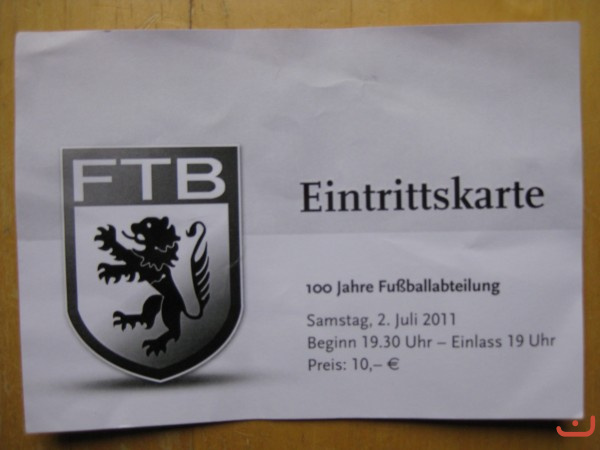 FTB
Eintrittskarte
100 Jahre Fußballabteilung
Samstag, 2. Juli 2011
Beginn 19.30 Uhr – Einlass 19 Uhr
Preis: 10,– €